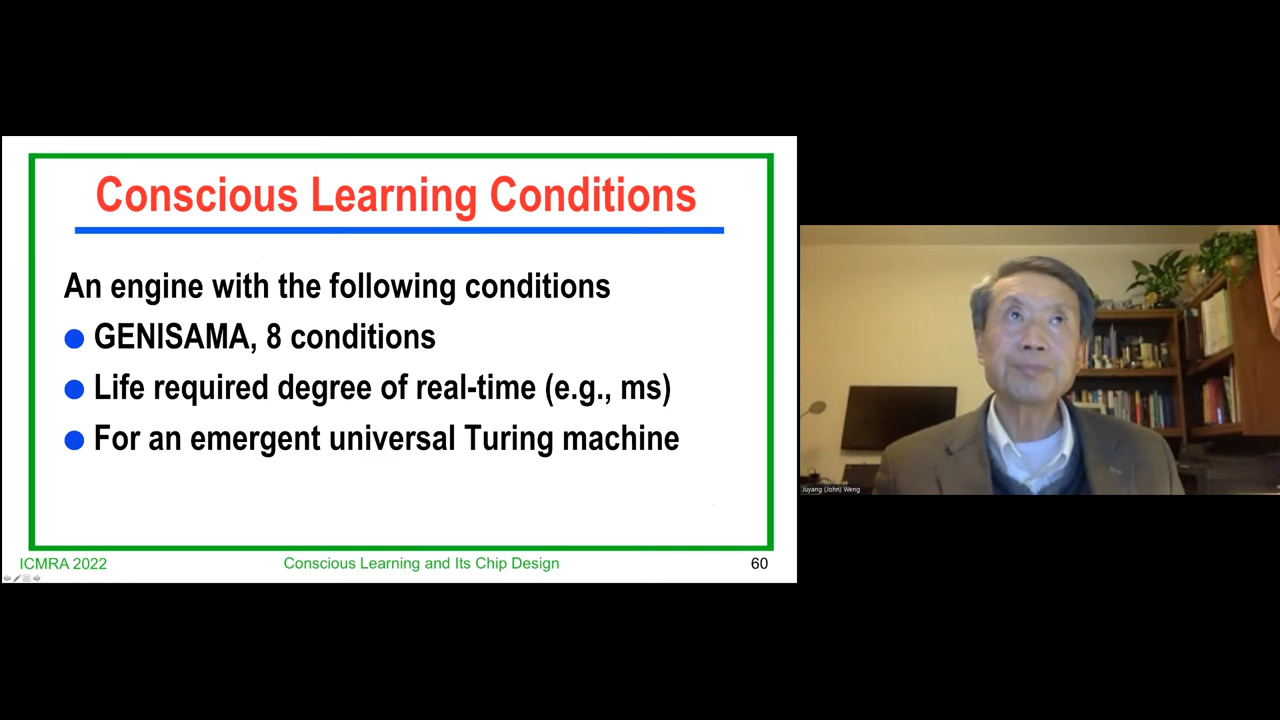 Conscious Learning Conditions
An engine with the following conditions
GENISAMA, 8 conditions
Life required degree of real-time (e.g., ms)
For an emergent universal Turing machine
ICMRA 2022
Conscious Learning and Its Chip Design
60
Juyang (John) Weng